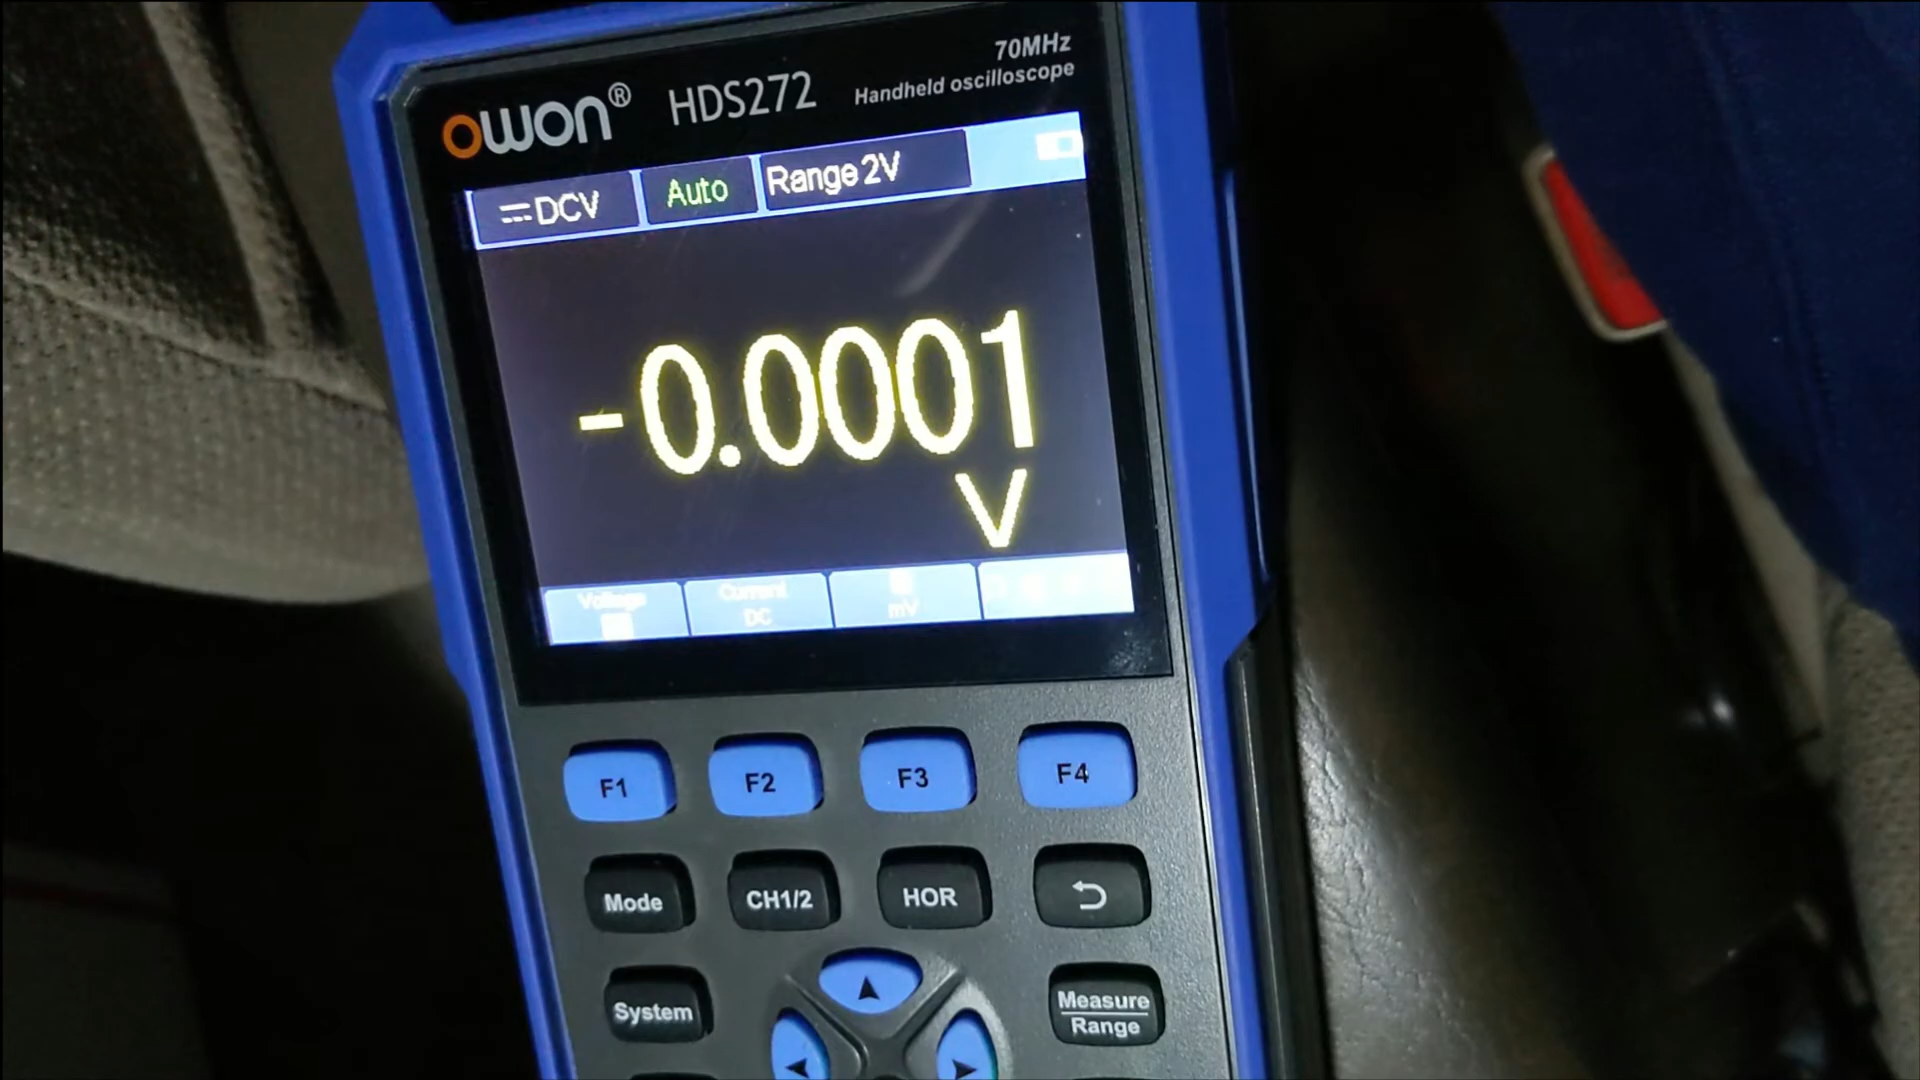 owon® HDS272
70MHz
Handheld oscilloscope
DCV Auto Range 2V
-0.0001
V
Voltage Current mV
DC
F1 F2 F3 F4
Mode CH1/2 HOR
System Measure
Range